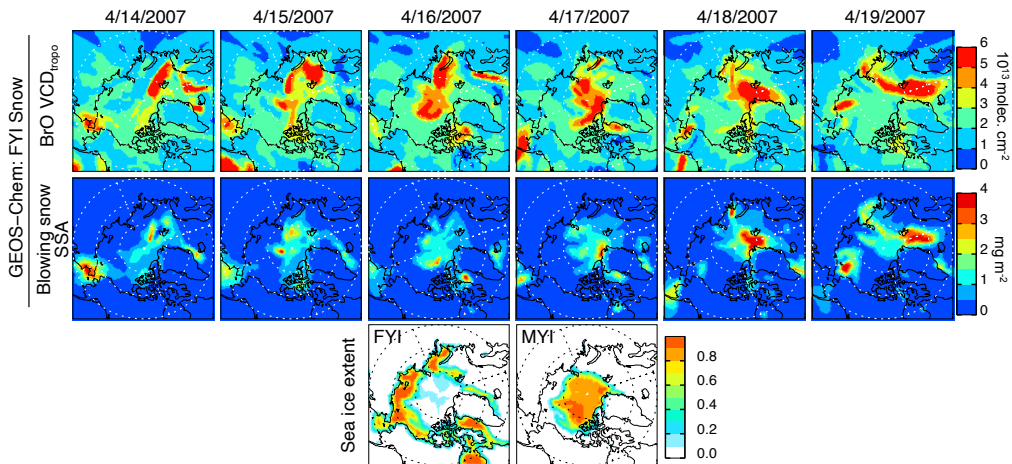 4/14/2007 4/15/2007 4/16/2007 4/17/2007 4/18/2007 4/19/2007
GEOS–Chem: FYI Snow
BrO VCD_tropo
6
5
4
3
2
1
0
10^13 molec. cm^-2
Blowing snow
SSA
4
3
2
1
0
mg m^-2
Sea ice extent
FYI
MYI
0.8
0.6
0.4
0.2
0.0